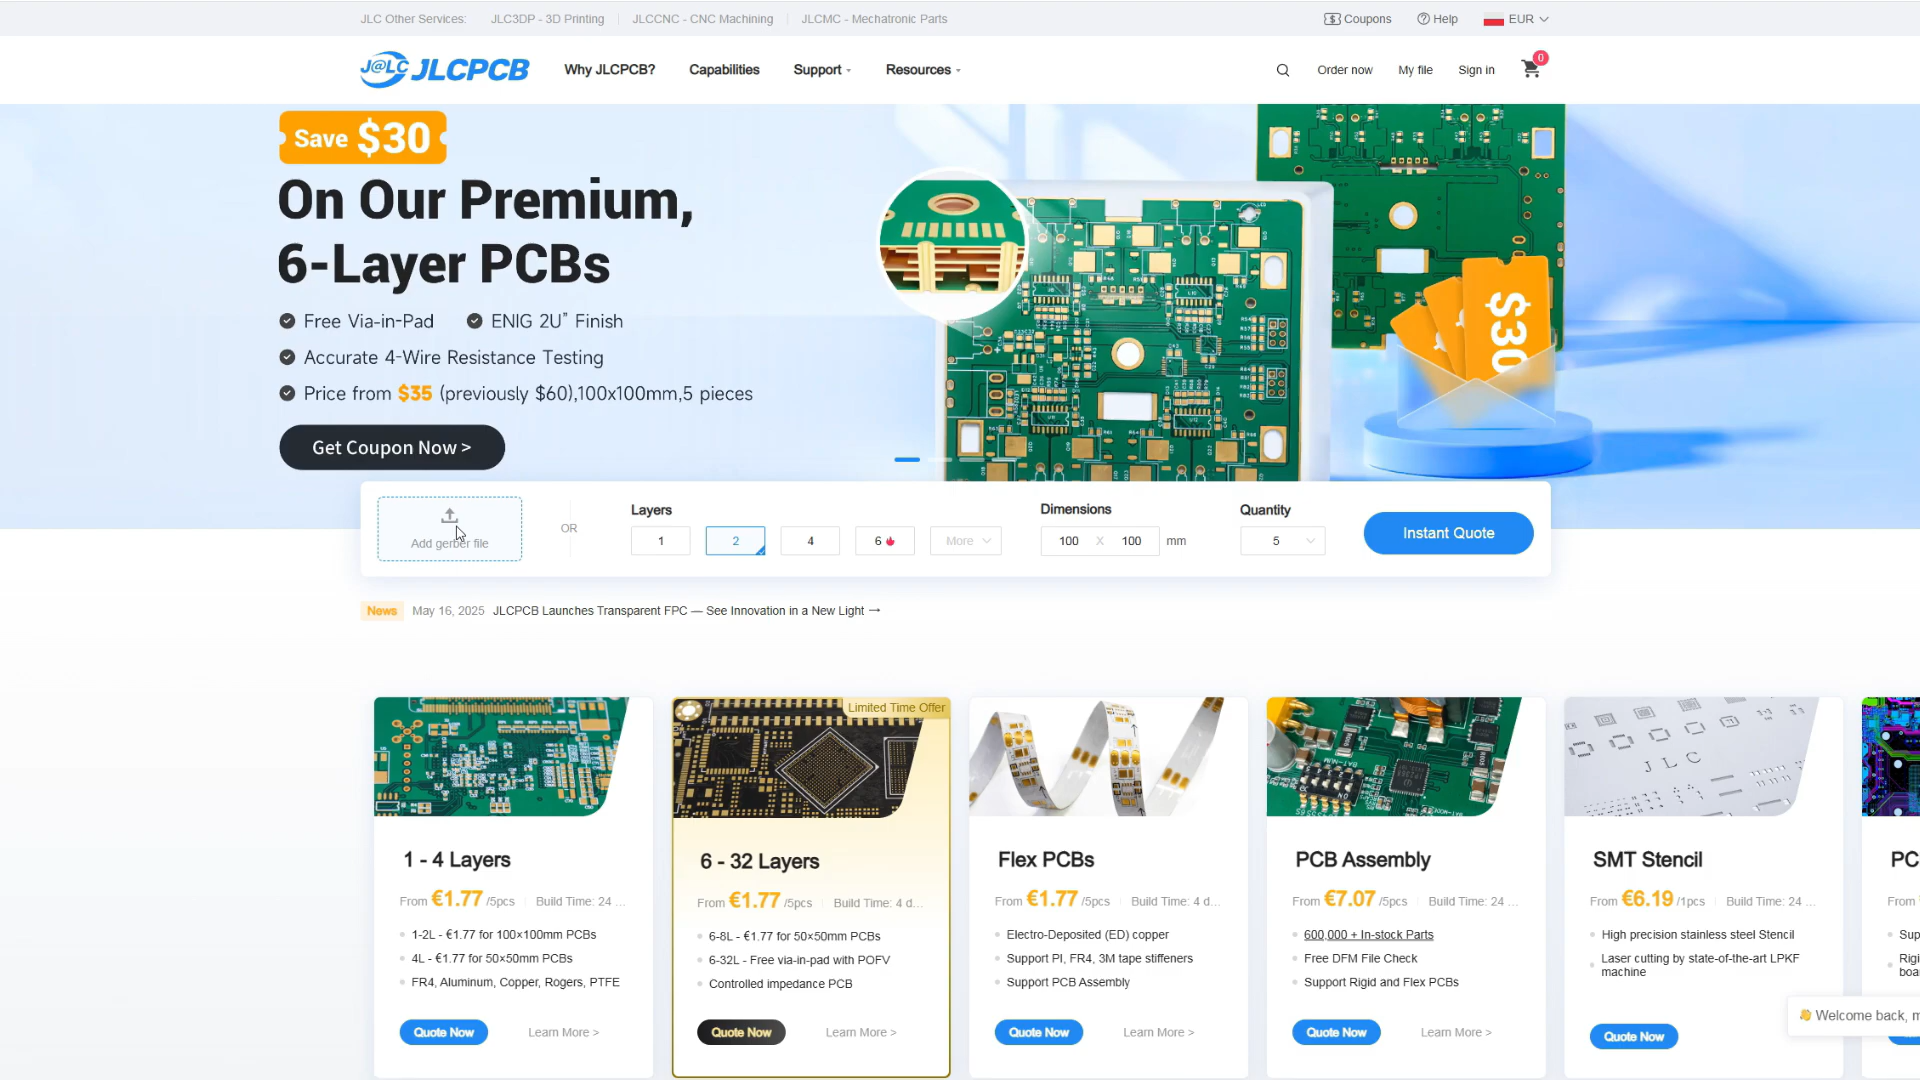 JLC Other Services: JLC3DP - 3D Printing JLCCNC - CNC Machining JLCMC - Mechatronic Parts
Coupons Help EUR
J@LC JLCPCB Why JLCPCB? Capabilities Support Resources
Order now My file Sign in 0
Save $30
On Our Premium,
6-Layer PCBs
Free Via-in-Pad ENIG 2U" Finish
Accurate 4-Wire Resistance Testing
Price from $35 (previously $60),100x100mm,5 pieces
Get Coupon Now >
$30
Add gerber file
OR
Layers
1 2 4 6 More
Dimensions
100 X 100 mm
Quantity
5
Instant Quote
News May 16, 2025 JLCPCB Launches Transparent FPC — See Innovation in a New Light →
1 - 4 Layers
From €1.77 /5pcs Build Time: 24 ...
1-2L - €1.77 for 100×100mm PCBs
4L - €1.77 for 50×50mm PCBs
FR4, Aluminum, Copper, Rogers, PTFE
Quote Now Learn More >
Limited Time Offer
6 - 32 Layers
From €1.77 /5pcs Build Time: 4 d...
6-8L - €1.77 for 50×50mm PCBs
6-32L - Free via-in-pad with POFV
Controlled impedance PCB
Quote Now Learn More >
Flex PCBs
From €1.77 /5pcs Build Time: 4 d...
Electro-Deposited (ED) copper
Support PI, FR4, 3M tape stiffeners
Support PCB Assembly
Quote Now Learn More >
PCB Assembly
From €7.07 /5pcs Build Time: 24 ...
600,000 + In-stock Parts
Free DFM File Check
Support Rigid and Flex PCBs
Quote Now Learn More >
JLC
SMT Stencil
From €6.19 /1pcs Build Time: 24 ...
High precision stainless steel Stencil
Laser cutting by state-of-the-art LPKF
machine
Quote Now
PC
From
Sup
Rigi
boa
Welcome back, m